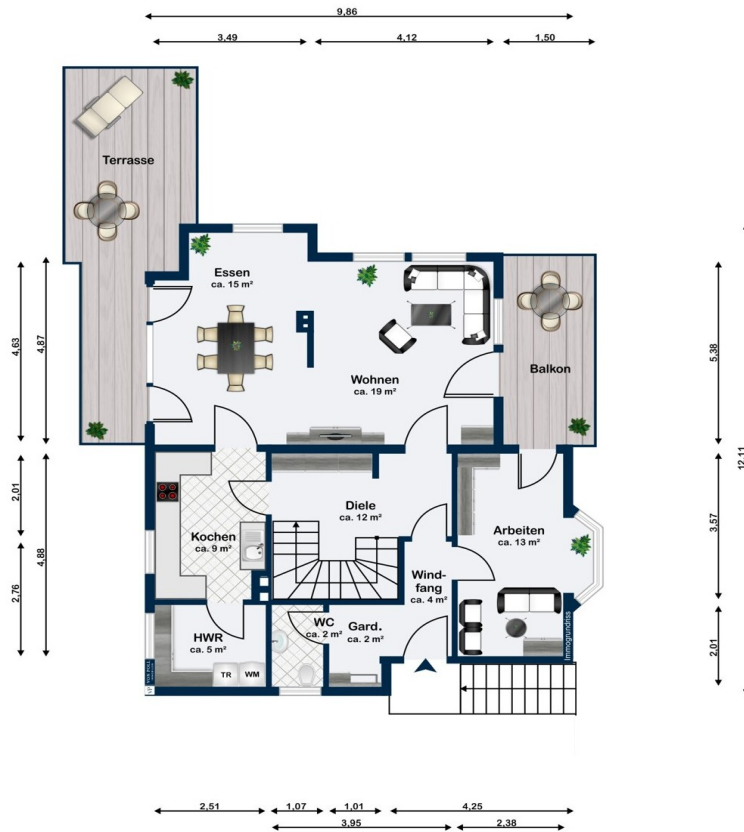 9,86
3,49
4,12
1,50
Terrasse
Essen
ca. 15 m²
Wohnen
ca. 19 m²
Balkon
4,63
4,87
5,38
12,11
Kochen
ca. 9 m²
Diele
ca. 12 m²
Arbeiten
ca. 13 m²
Wind-
fang
ca. 4 m²
2,01
2,76
4,88
3,57
2,01
HWR
ca. 5 m²
TR
WM
WC
ca. 2 m²
Gard.
ca. 2 m²
Immogrundriss
2,51
1,07
1,01
4,25
3,95
2,38